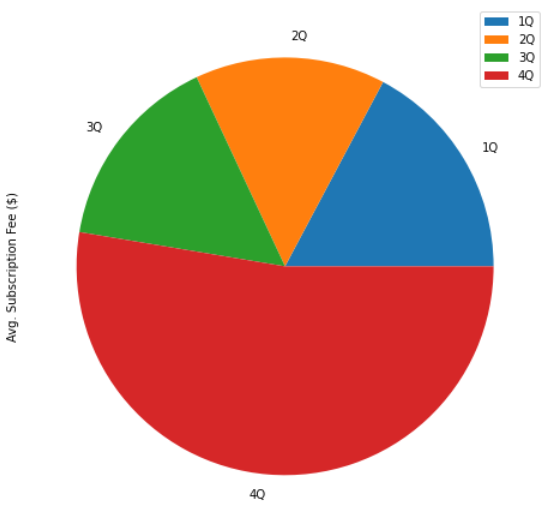 2Q
1Q
2Q
3Q
4Q
3Q
1Q
Avg. Subscription Fee ($)
4Q